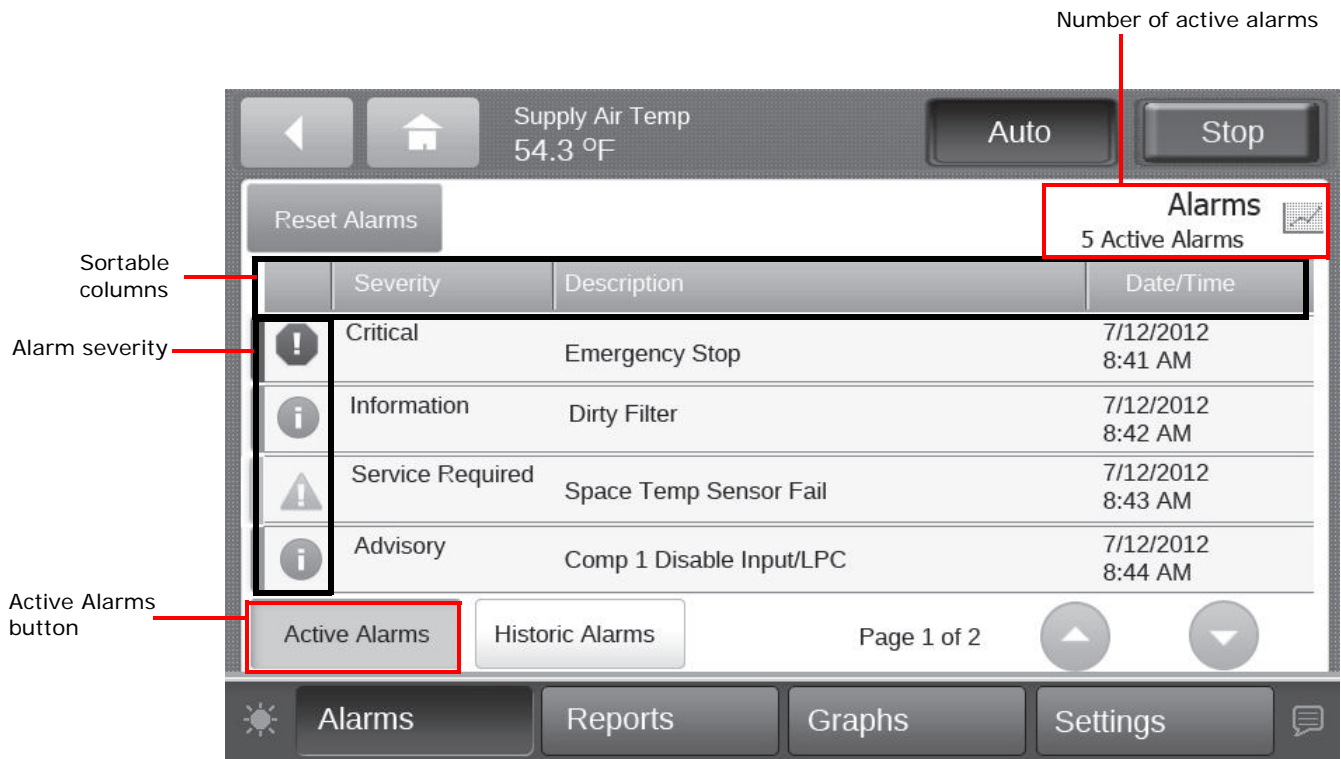 Number of active alarms
Supply Air Temp
54.3 °F
Auto
Stop
Reset Alarms
Alarms
5 Active Alarms
Sortable
columns
Severity
Description
Date/Time
Alarm severity
Critical
Emergency Stop
7/12/2012
8:41 AM
Information
Dirty Filter
7/12/2012
8:42 AM
Service Required
Space Temp Sensor Fail
7/12/2012
8:43 AM
Advisory
Comp 1 Disable Input/LPC
7/12/2012
8:44 AM
Active Alarms
button
Active Alarms
Historic Alarms
Page 1 of 2
Alarms
Reports
Graphs
Settings